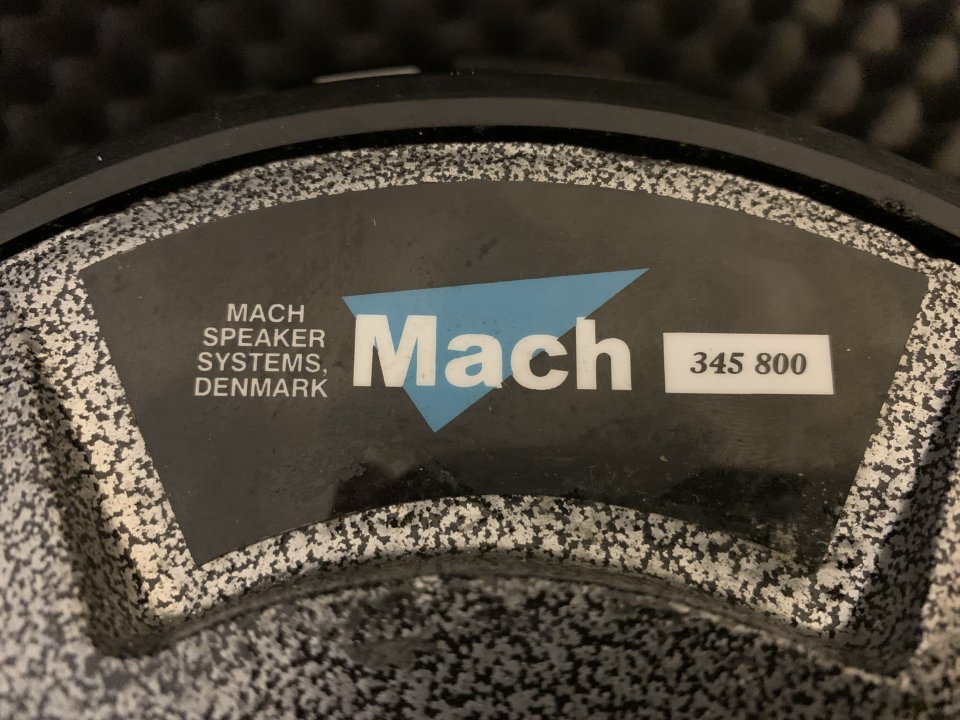 MACH
SPEAKER
SYSTEMS,
DENMARK
Mach
345 800